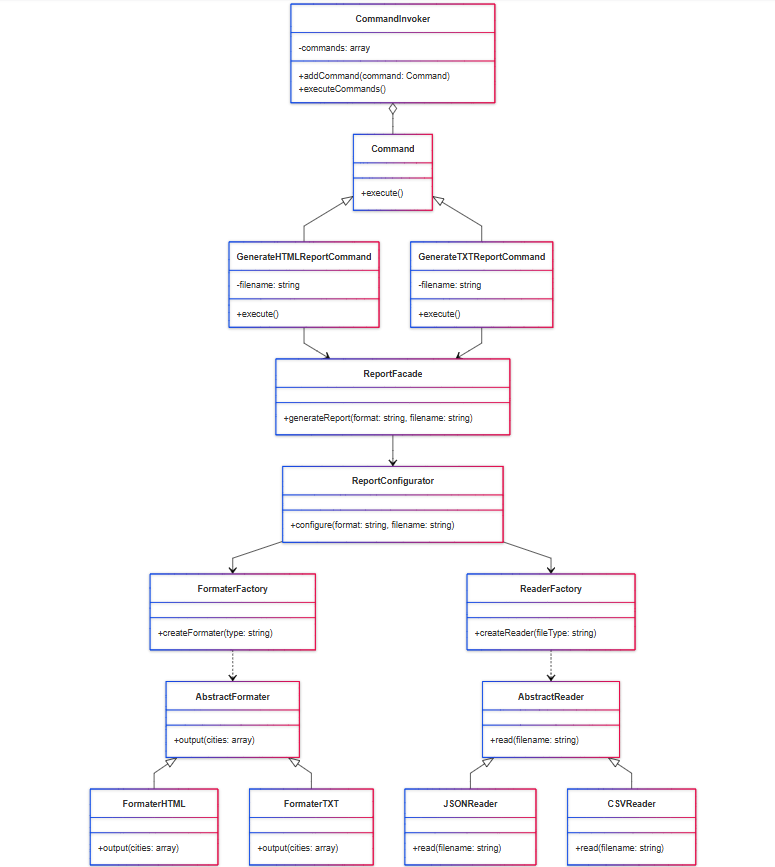 CommandInvoker
-commands: array
+addCommand(command: Command)
+executeCommands()
Command
+execute()
GenerateHTMLReportCommand
-filename: string
+execute()
GenerateTXTReportCommand
-filename: string
+execute()
ReportFacade
+generateReport(format: string, filename: string)
ReportConfigurator
+configure(format: string, filename: string)
FormaterFactory
+createFormater(type: string)
ReaderFactory
+createReader(fileType: string)
AbstractFormater
+output(cities: array)
AbstractReader
+read(filename: string)
FormaterHTML
+output(cities: array)
FormaterTXT
+output(cities: array)
JSONReader
+read(filename: string)
CSVReader
+read(filename: string)